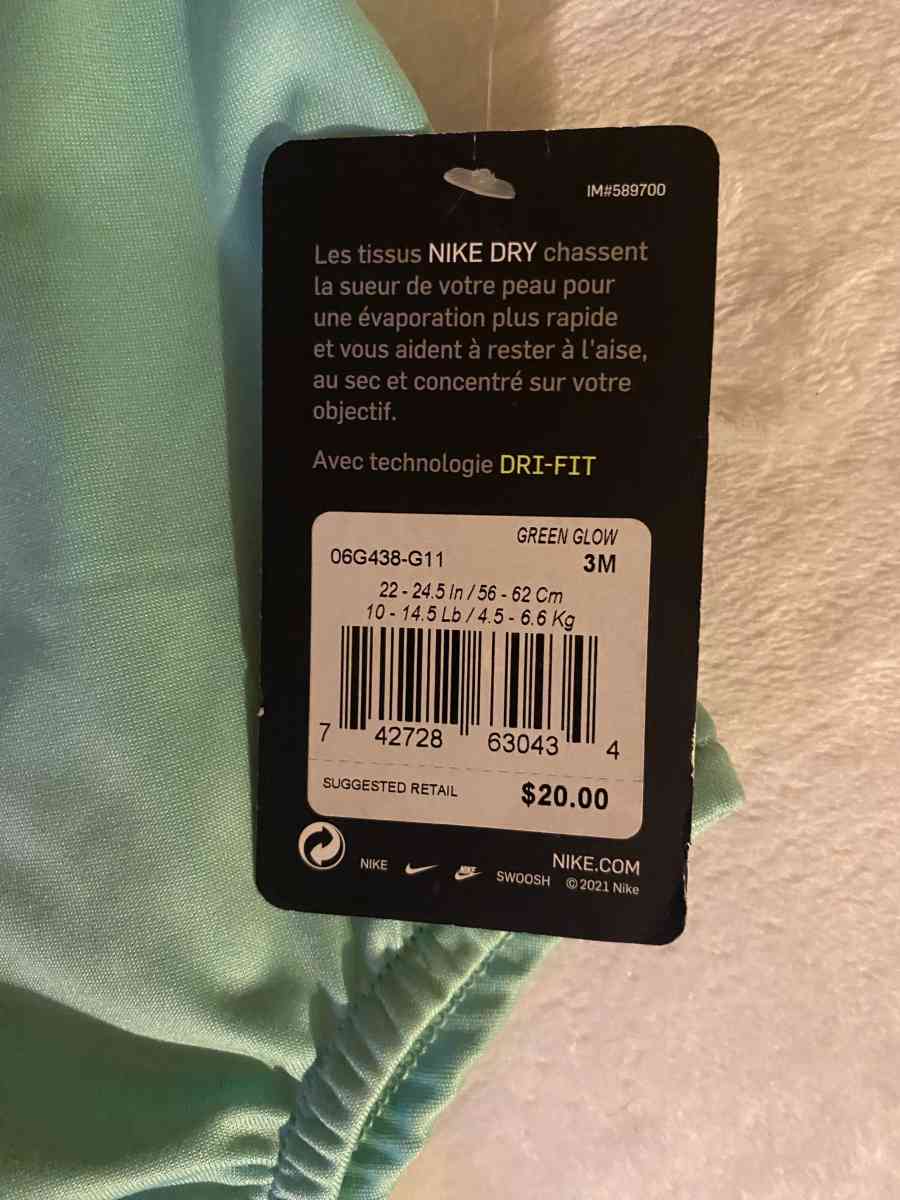 IM#589700
Les tissus NIKE DRY chassent
la sueur de votre peau pour
une évaporation plus rapide
et vous aident à rester à l'aise,
au sec et concentré sur votre
objectif.
Avec technologie DRI-FIT
GREEN GLOW
06G438-G11 3M
22 - 24.5 In / 56 - 62 Cm
10 - 14.5 Lb / 4.5 - 6.6 Kg
7 42728 63043 4
SUGGESTED RETAIL $20.00
NIKE.COM
NIKE NIKE SWOOSH © 2021 Nike